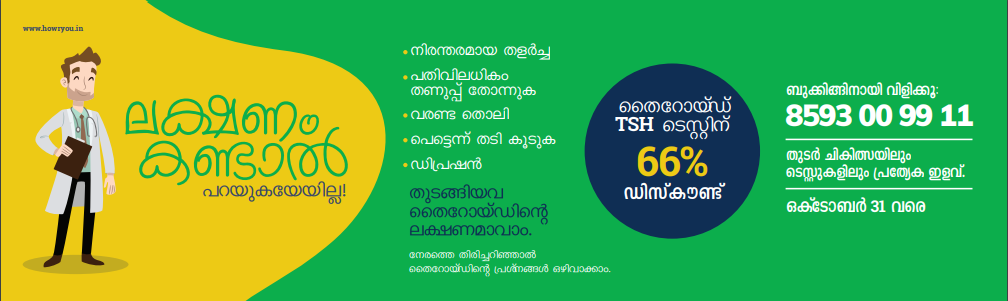 www.howryou.in
ലക്ഷണം
കണ്ടാൽ
പറയുകയേയില്ല!
• നിരന്തരമായ തളർച്ച
• പതിവിലധികം
തണുപ്പ് തോന്നുക
• വരണ്ട തൊലി
• പെട്ടെന്ന് തടി കൂടുക
• ഡിപ്രഷൻ
തുടങ്ങിയവ
തൈറോയ്ഡിന്റെ
ലക്ഷണമാവാം.
നേരത്തെ തിരിച്ചറിഞ്ഞാൽ
തൈറോയ്ഡിന്റെ പ്രശ്നങ്ങൾ ഒഴിവാക്കാം.
തൈറോയ്ഡ്
TSH ടെസ്റ്റിന്
66%
ഡിസ്കൗണ്ട്
ബുക്കിങ്ങിനായി വിളിക്കൂ:
8593 00 99 11
തുടർ ചികിത്സയിലും
ടെസ്റ്റുകളിലും പ്രത്യേക ഇളവ്.
ഒക്ടോബർ 31 വരെ